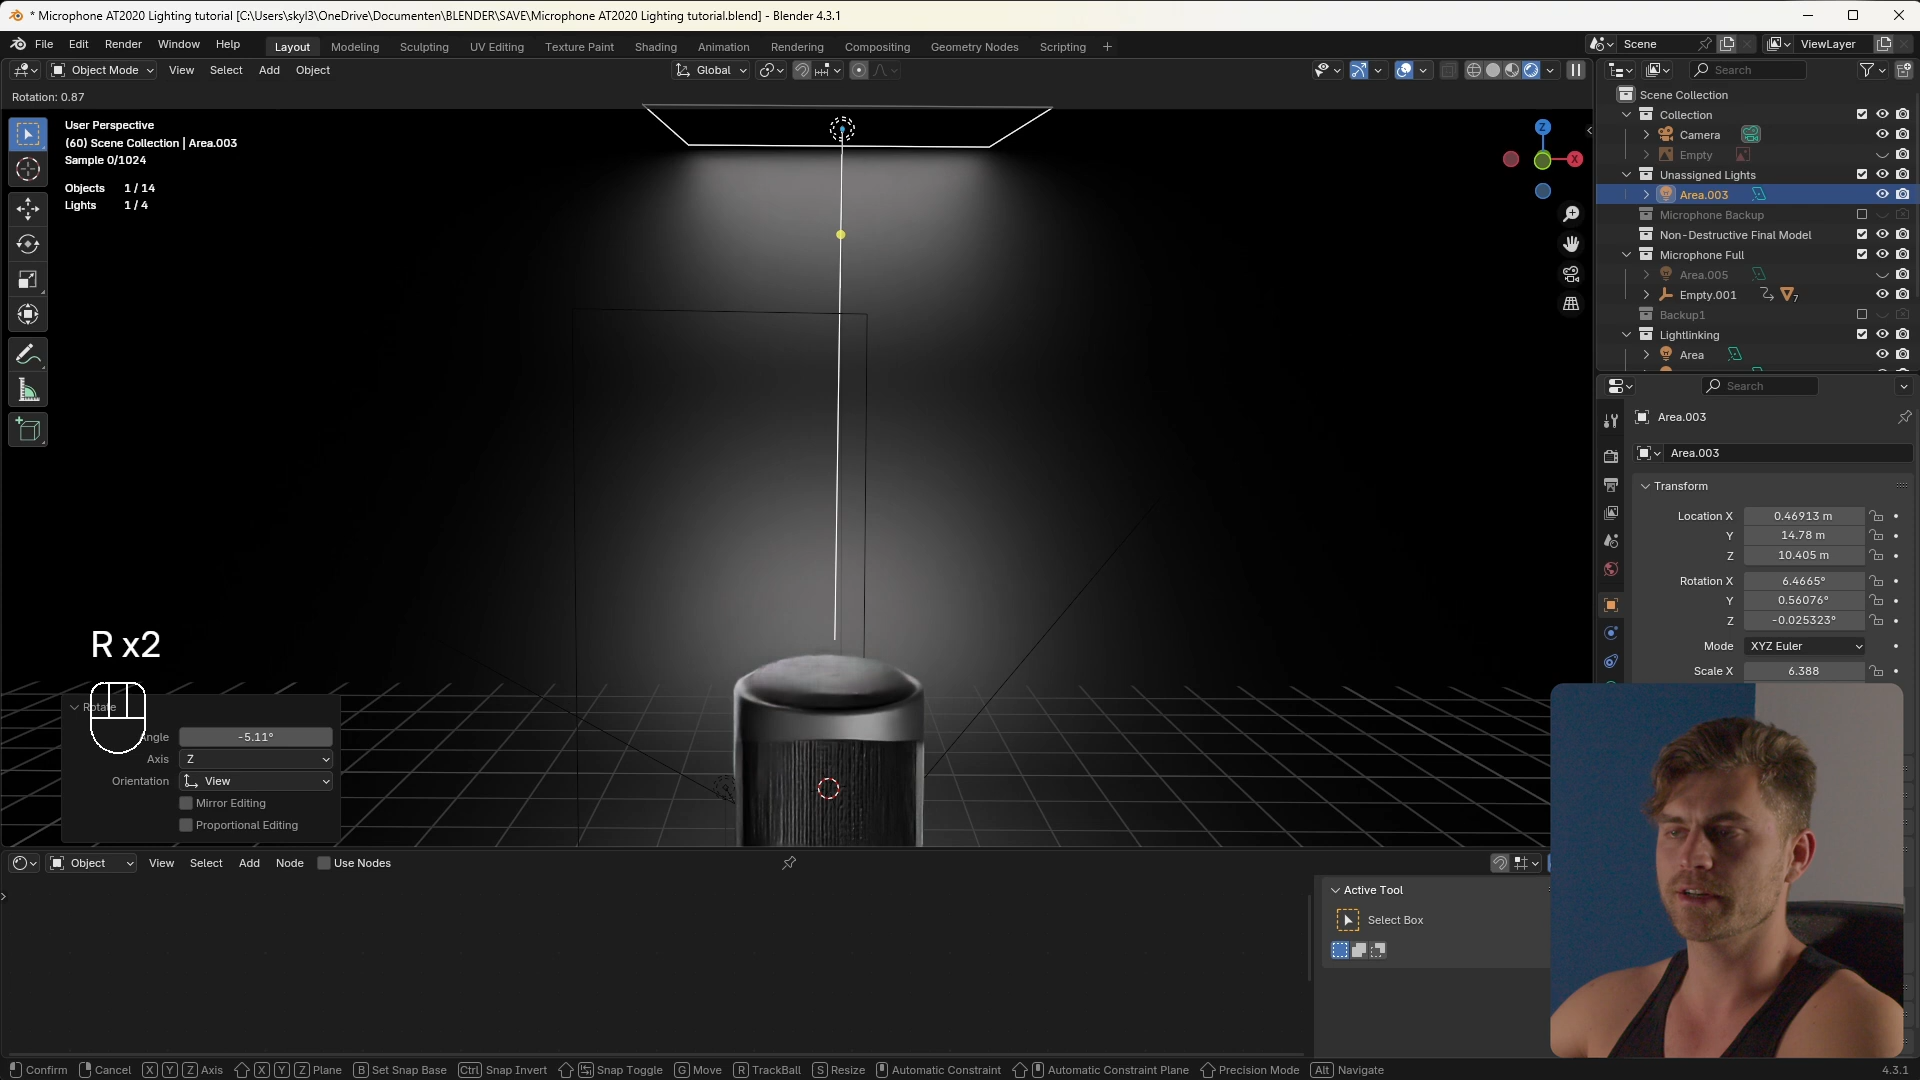 * Microphone AT2020 Lighting tutorial [C:\Users\skyl3\OneDrive\Documenten\BLENDER\SAVE\Microphone AT2020 Lighting tutorial.blend] - Blender 4.3.1
File Edit Render Window Help Layout Modeling Sculpting UV Editing Texture Paint Shading Animation Rendering Compositing Geometry Nodes Scripting + Scene ViewLayer
Object Mode View Select Add Object Global Search
Rotation: 0.87
User Perspective
(60) Scene Collection | Area.003
Sample 0/1024
Objects 1 / 14
Lights 1 / 4
Z
X
Scene Collection
Collection
Camera
Empty
Unassigned Lights
Area.003
Microphone Backup
Non-Destructive Final Model
Microphone Full
Area.005
Empty.001 7
Backup1
Lightlinking
Area
Search
Area.003
Area.003
Transform
Location X 0.46913 m
Y 14.78 m
Z 10.405 m
Rotation X 6.4665°
Y 0.56076°
Z -0.025323°
Mode XYZ Euler
Scale X 6.388
R x2
Rotate
Angle -5.11°
Axis Z
Orientation View
Mirror Editing
Proportional Editing
Object View Select Add Node Use Nodes
Active Tool
Select Box
Confirm Cancel X Y Z Axis X Y Z Plane B Set Snap Base Ctrl Snap Invert Snap Toggle G Move R TrackBall S Resize Automatic Constraint Automatic Constraint Plane Precision Mode Alt Navigate 4.3.1